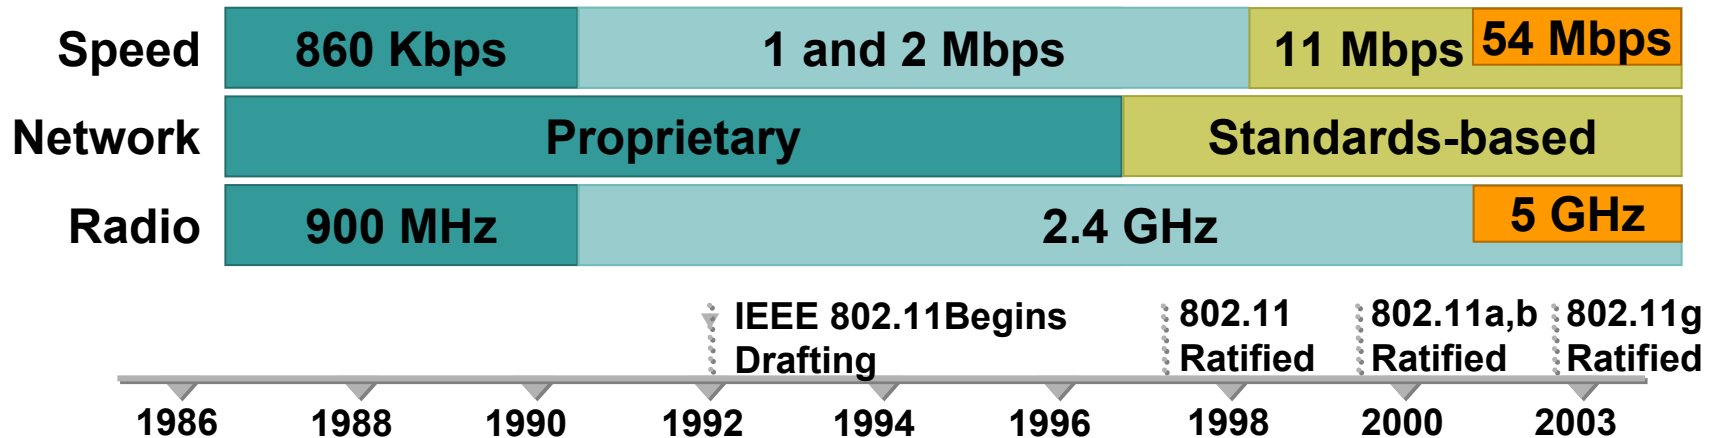 Speed 860 Kbps 1 and 2 Mbps 11 Mbps 54 Mbps
Network Proprietary Standards-based
Radio 900 MHz 2.4 GHz 5 GHz
IEEE 802.11Begins 802.11 802.11a,b 802.11g
Drafting Ratified Ratified Ratified
1986 1988 1990 1992 1994 1996 1998 2000 2003